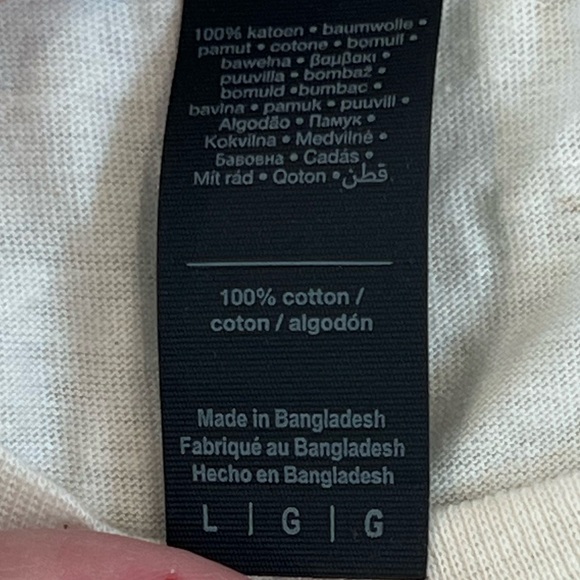 100% katoen • baumwolle •
pamut • cotone • bomull •
bawełna • βαμβακι •
puuvilla • bombaž •
bomuld •bumbac •
bavlna • pamuk • puuvill •
Algodão • Памук •
Kokvilna • Medvilnė •
Бавовна • Cadás •
Mít rád • Qoton • قطن
100% cotton /
coton / algodón
Made in Bangladesh
Fabriqué au Bangladesh
Hecho en Bangladesh
L | G | G